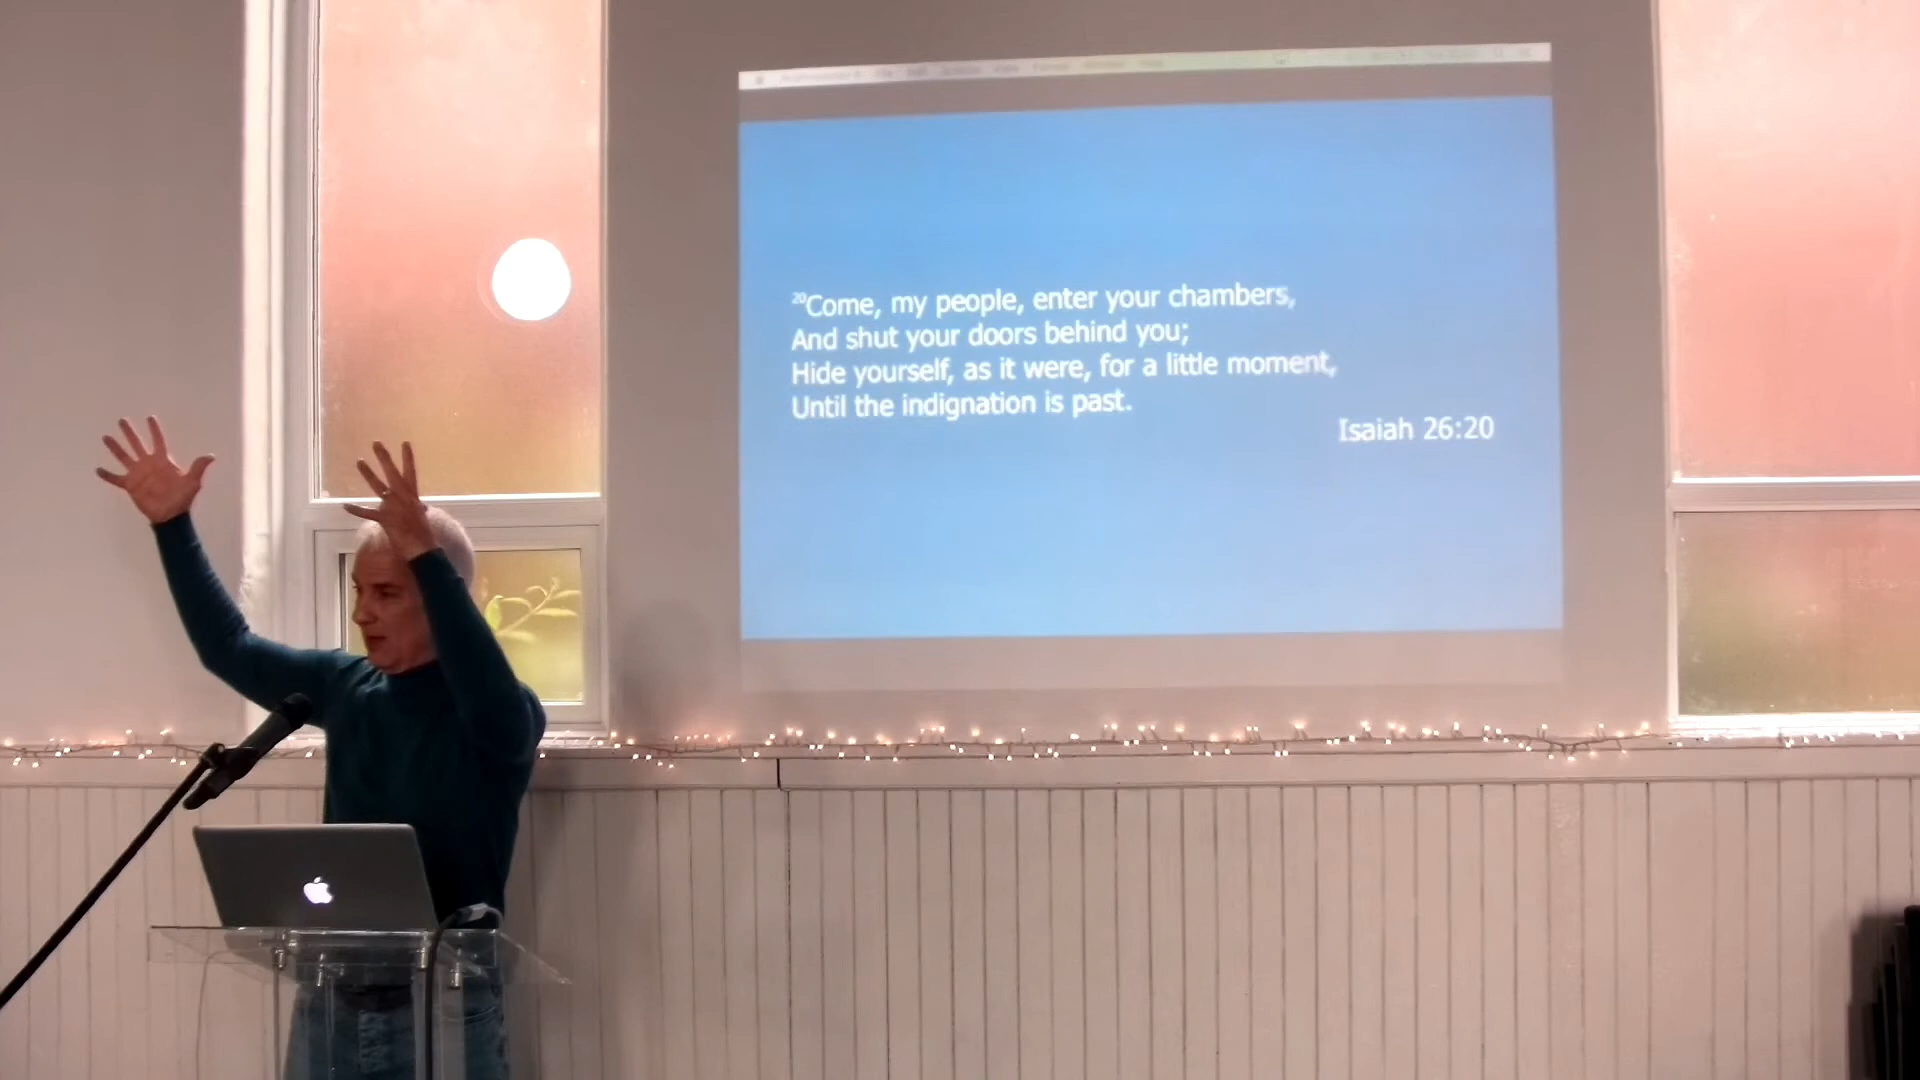 ²⁰Come, my people, enter your chambers,
And shut your doors behind you;
Hide yourself, as it were, for a little moment,
Until the indignation is past.
Isaiah 26:20